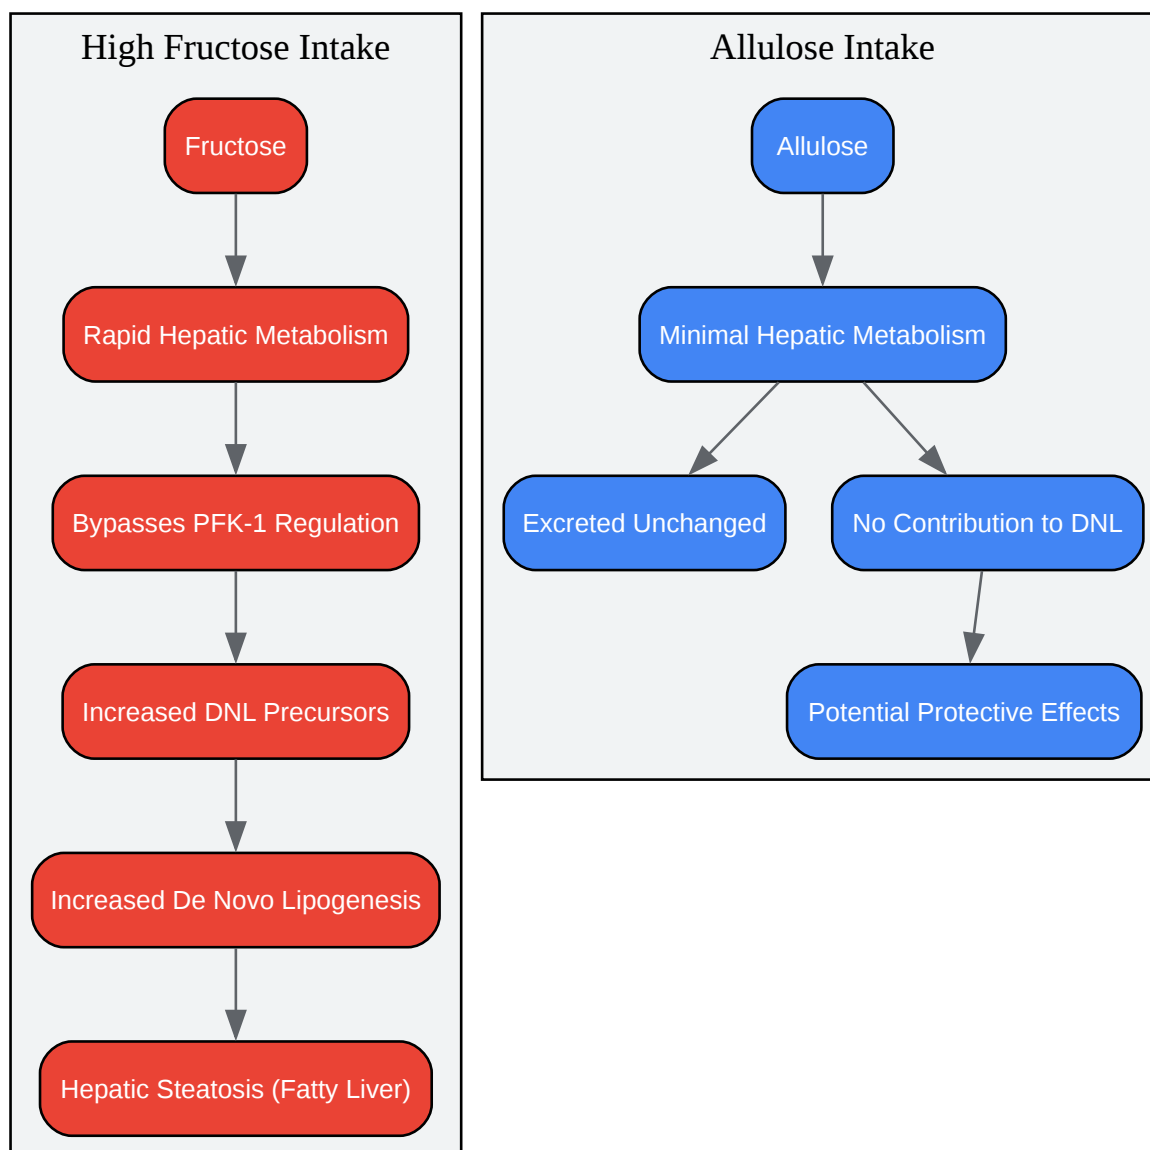 High Fructose Intake
Fructose
Rapid Hepatic Metabolism
Bypasses PFK-1 Regulation
Increased DNL Precursors
Increased De Novo Lipogenesis
Hepatic Steatosis (Fatty Liver)
Allulose Intake
Allulose
Minimal Hepatic Metabolism
Excreted Unchanged
No Contribution to DNL
Potential Protective Effects